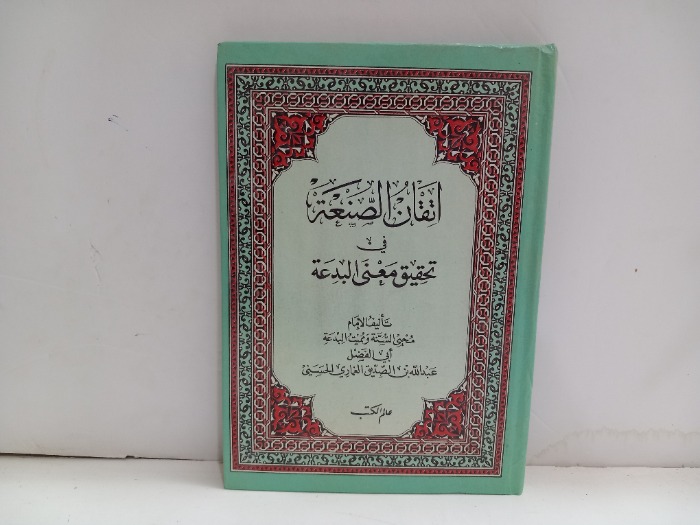 اتقان الصنعة
في
تحقيق معنى البدعة
تأليف الإمام
محيي السنة ومميت البدعة
أبي الفضل
عبد الله بن الصديق الغماري الحسيني
عالم الكتب